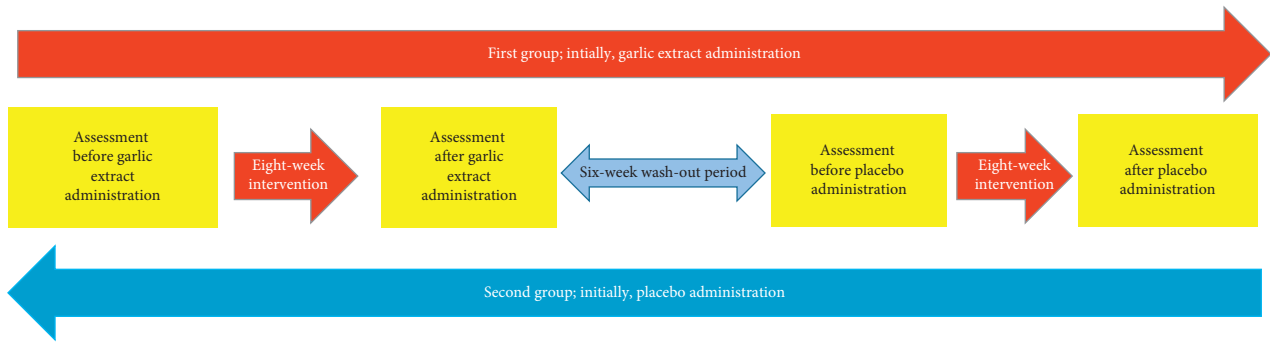 First group; intially, garlic extract administration
Assessment
before garlic
extract
administration
Eight-week
intervention
Assessment
after garlic
extract
administration
Six-week wash-out period
Assessment
before placebo
administration
Eight-week
intervention
Assessment
after placebo
administration
Second group; initially, placebo administration